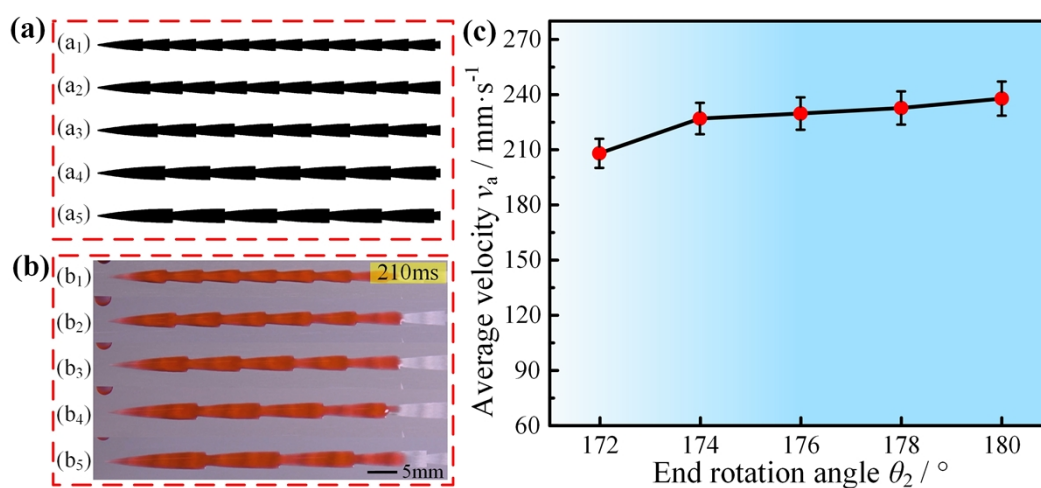 (a)
(a₁)
(a₂)
(a₃)
(a₄)
(a₅)
(b)
(b₁)
210ms
(b₂)
(b₃)
(b₄)
(b₅)
5mm
(c)
270
240
210
180
150
120
90
60
Average velocity vₐ / mm·s⁻¹
172 174 176 178 180
End rotation angle θ₂ / °